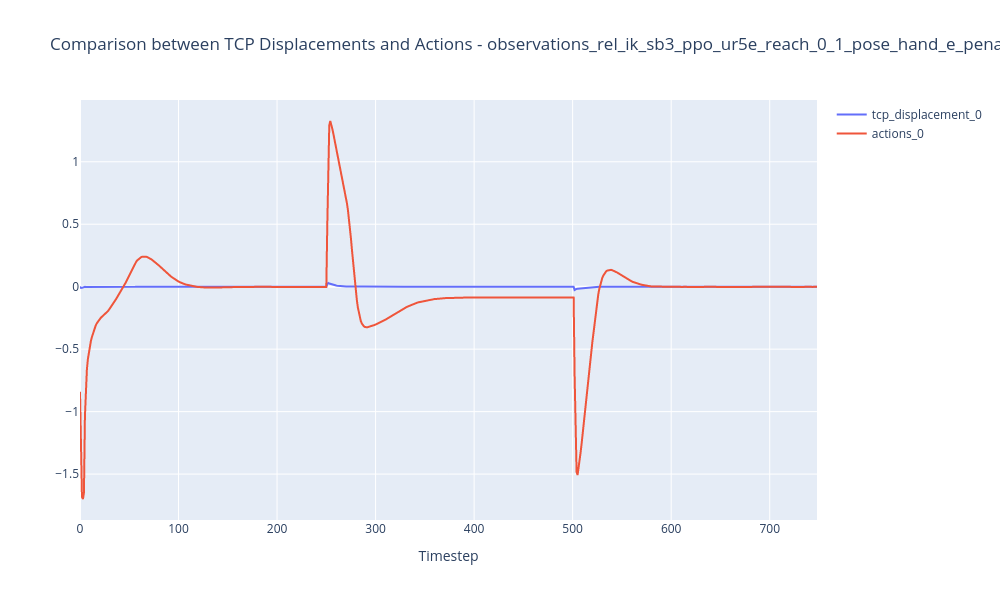 Comparison between TCP Displacements and Actions - observations_rel_ik_sb3_ppo_ur5e_reach_0_1_pose_hand_e_pena
tcp_displacement_0
actions_0
1
0.5
0
−0.5
−1
−1.5
0 100 200 300 400 500 600 700
Timestep